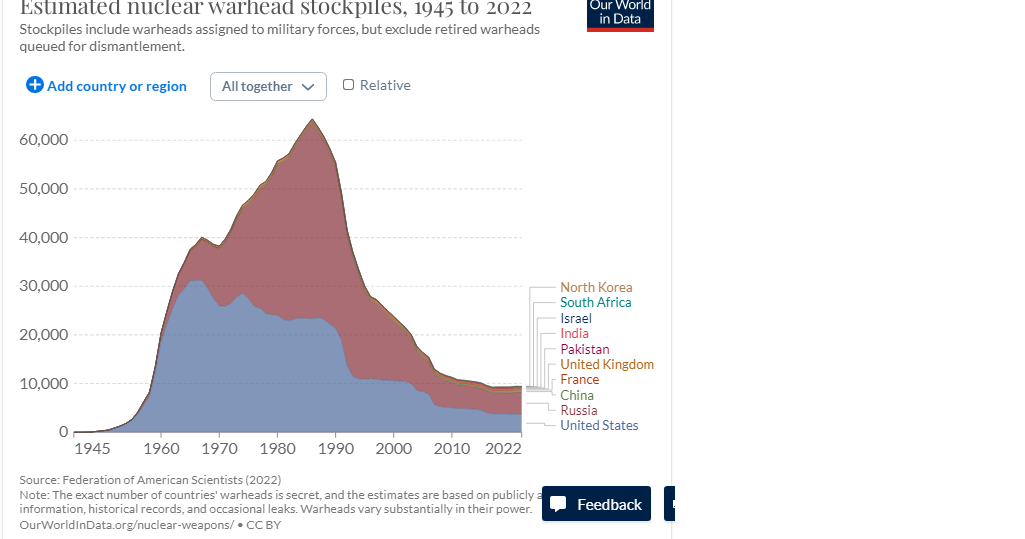 Estimated nuclear warhead stockpiles, 1945 to 2022
Our World
in Data
Stockpiles include warheads assigned to military forces, but exclude retired warheads
queued for dismantlement.
Add country or region
All together
Relative
60,000
50,000
40,000
30,000
20,000
10,000
0
North Korea
South Africa
Israel
India
Pakistan
United Kingdom
France
China
Russia
United States
1945 1960 1970 1980 1990 2000 2010 2022
Source: Federation of American Scientists (2022)
Note: The exact number of countries' warheads is secret, and the estimates are based on publicly a
information, historical records, and occasional leaks. Warheads vary substantially in their power.
OurWorldInData.org/nuclear-weapons/ • CC BY
Feedback